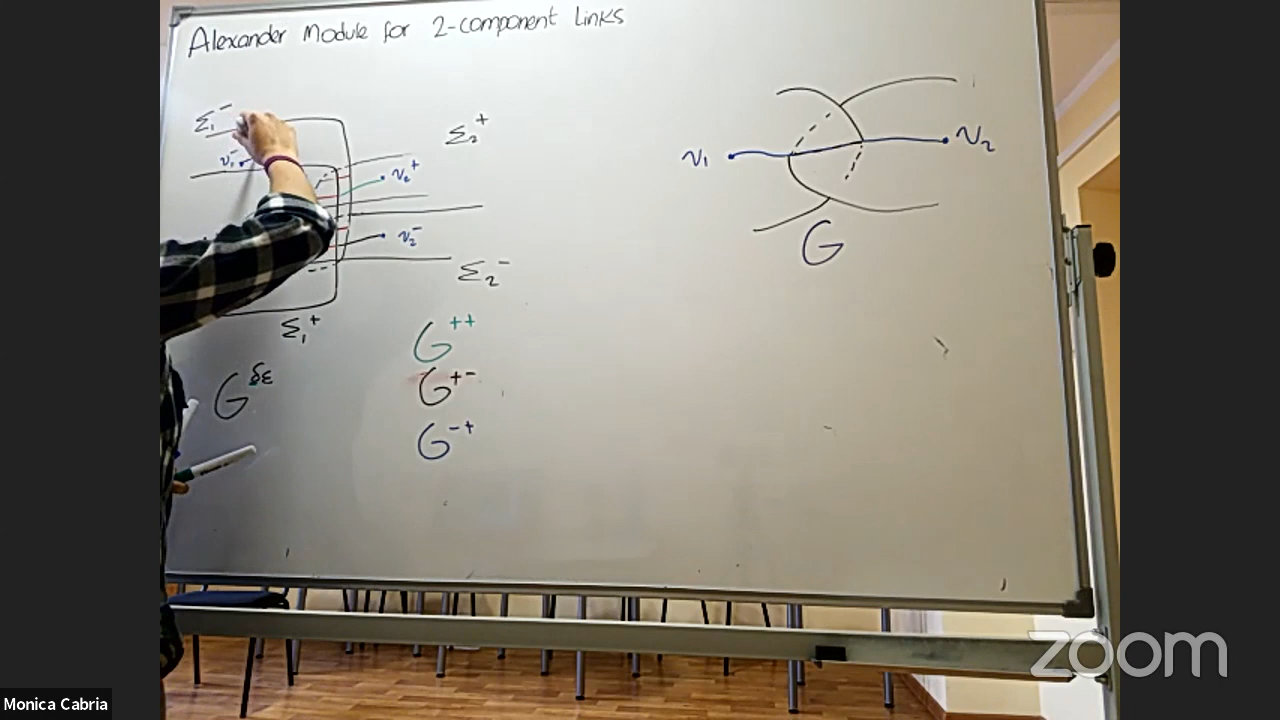 Alexander Module for 2-component Links
Σ₁⁻
v₁⁻
Σ₂⁺
v₂⁺
v₂⁻
Σ₂⁻
Σ₁⁺
G^δε
G⁺⁺
G⁺⁻
G⁻⁺
v₁
v₂
G
zoom
Monica Cabria